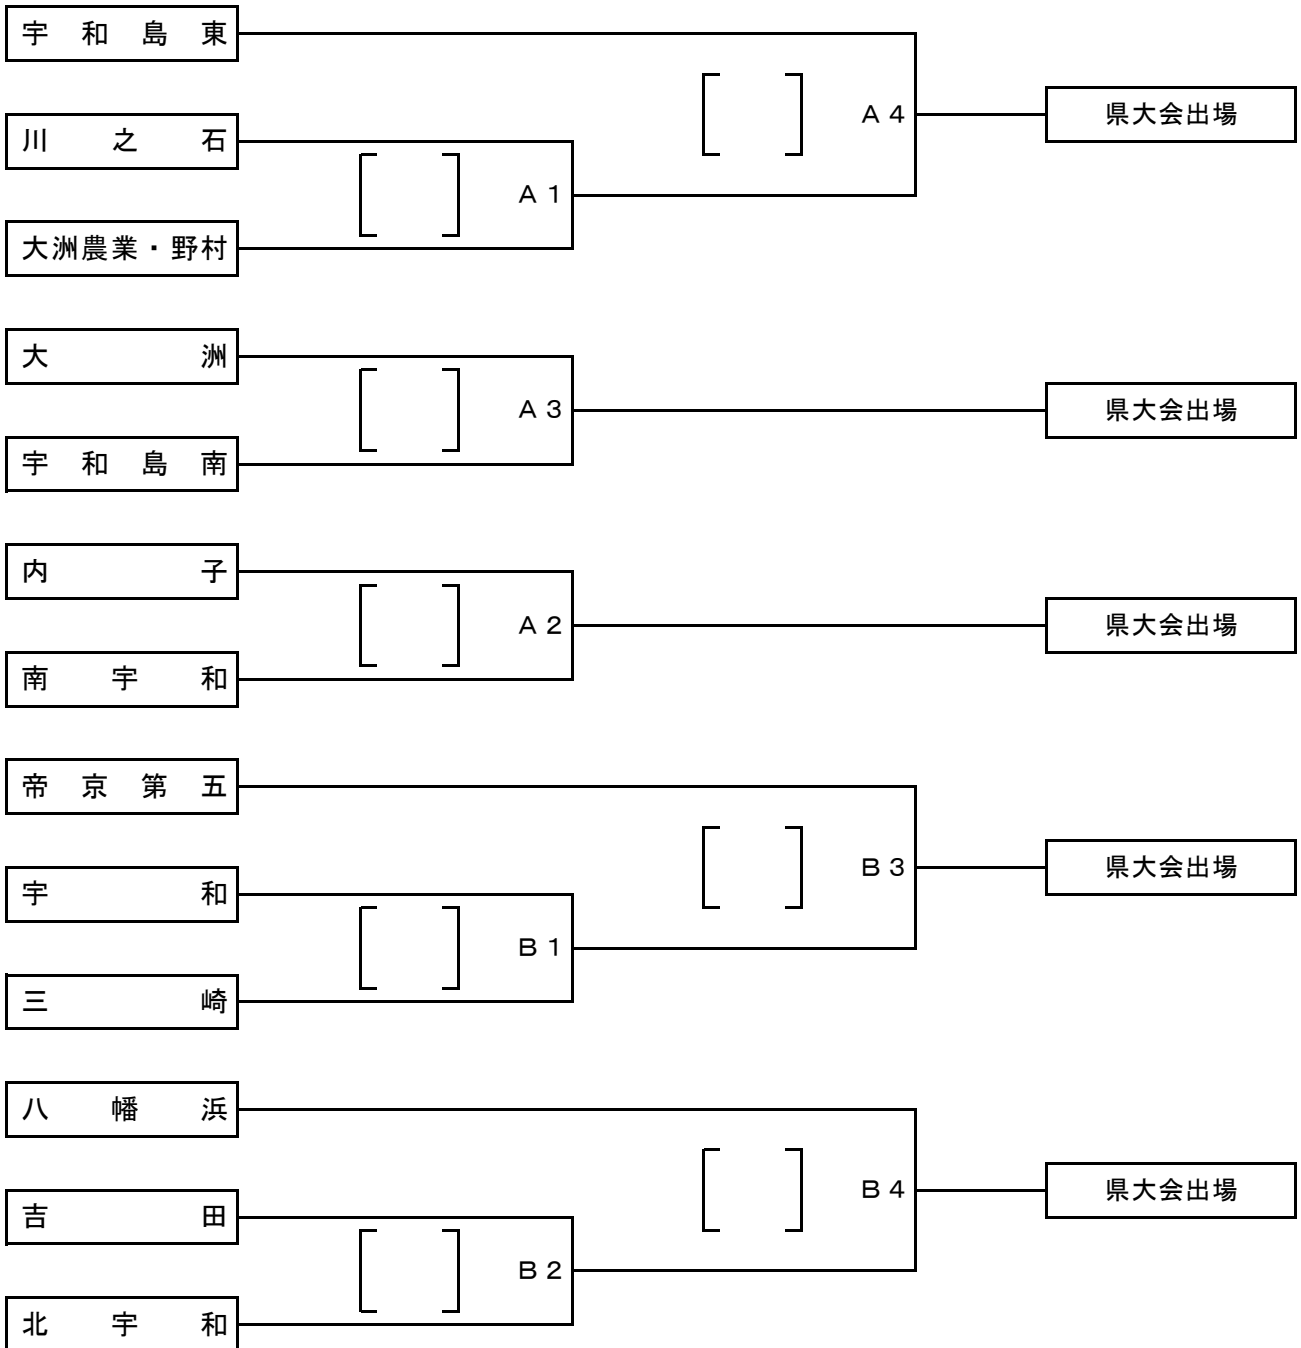 宇和島東
A4
県大会出場
川之石
A1
大洲農業・野村
大洲
A3
県大会出場
宇和島南
内子
A2
県大会出場
南宇和
帝京第五
B3
県大会出場
宇和
B1
三崎
八幡浜
B4
県大会出場
吉田
B2
北宇和